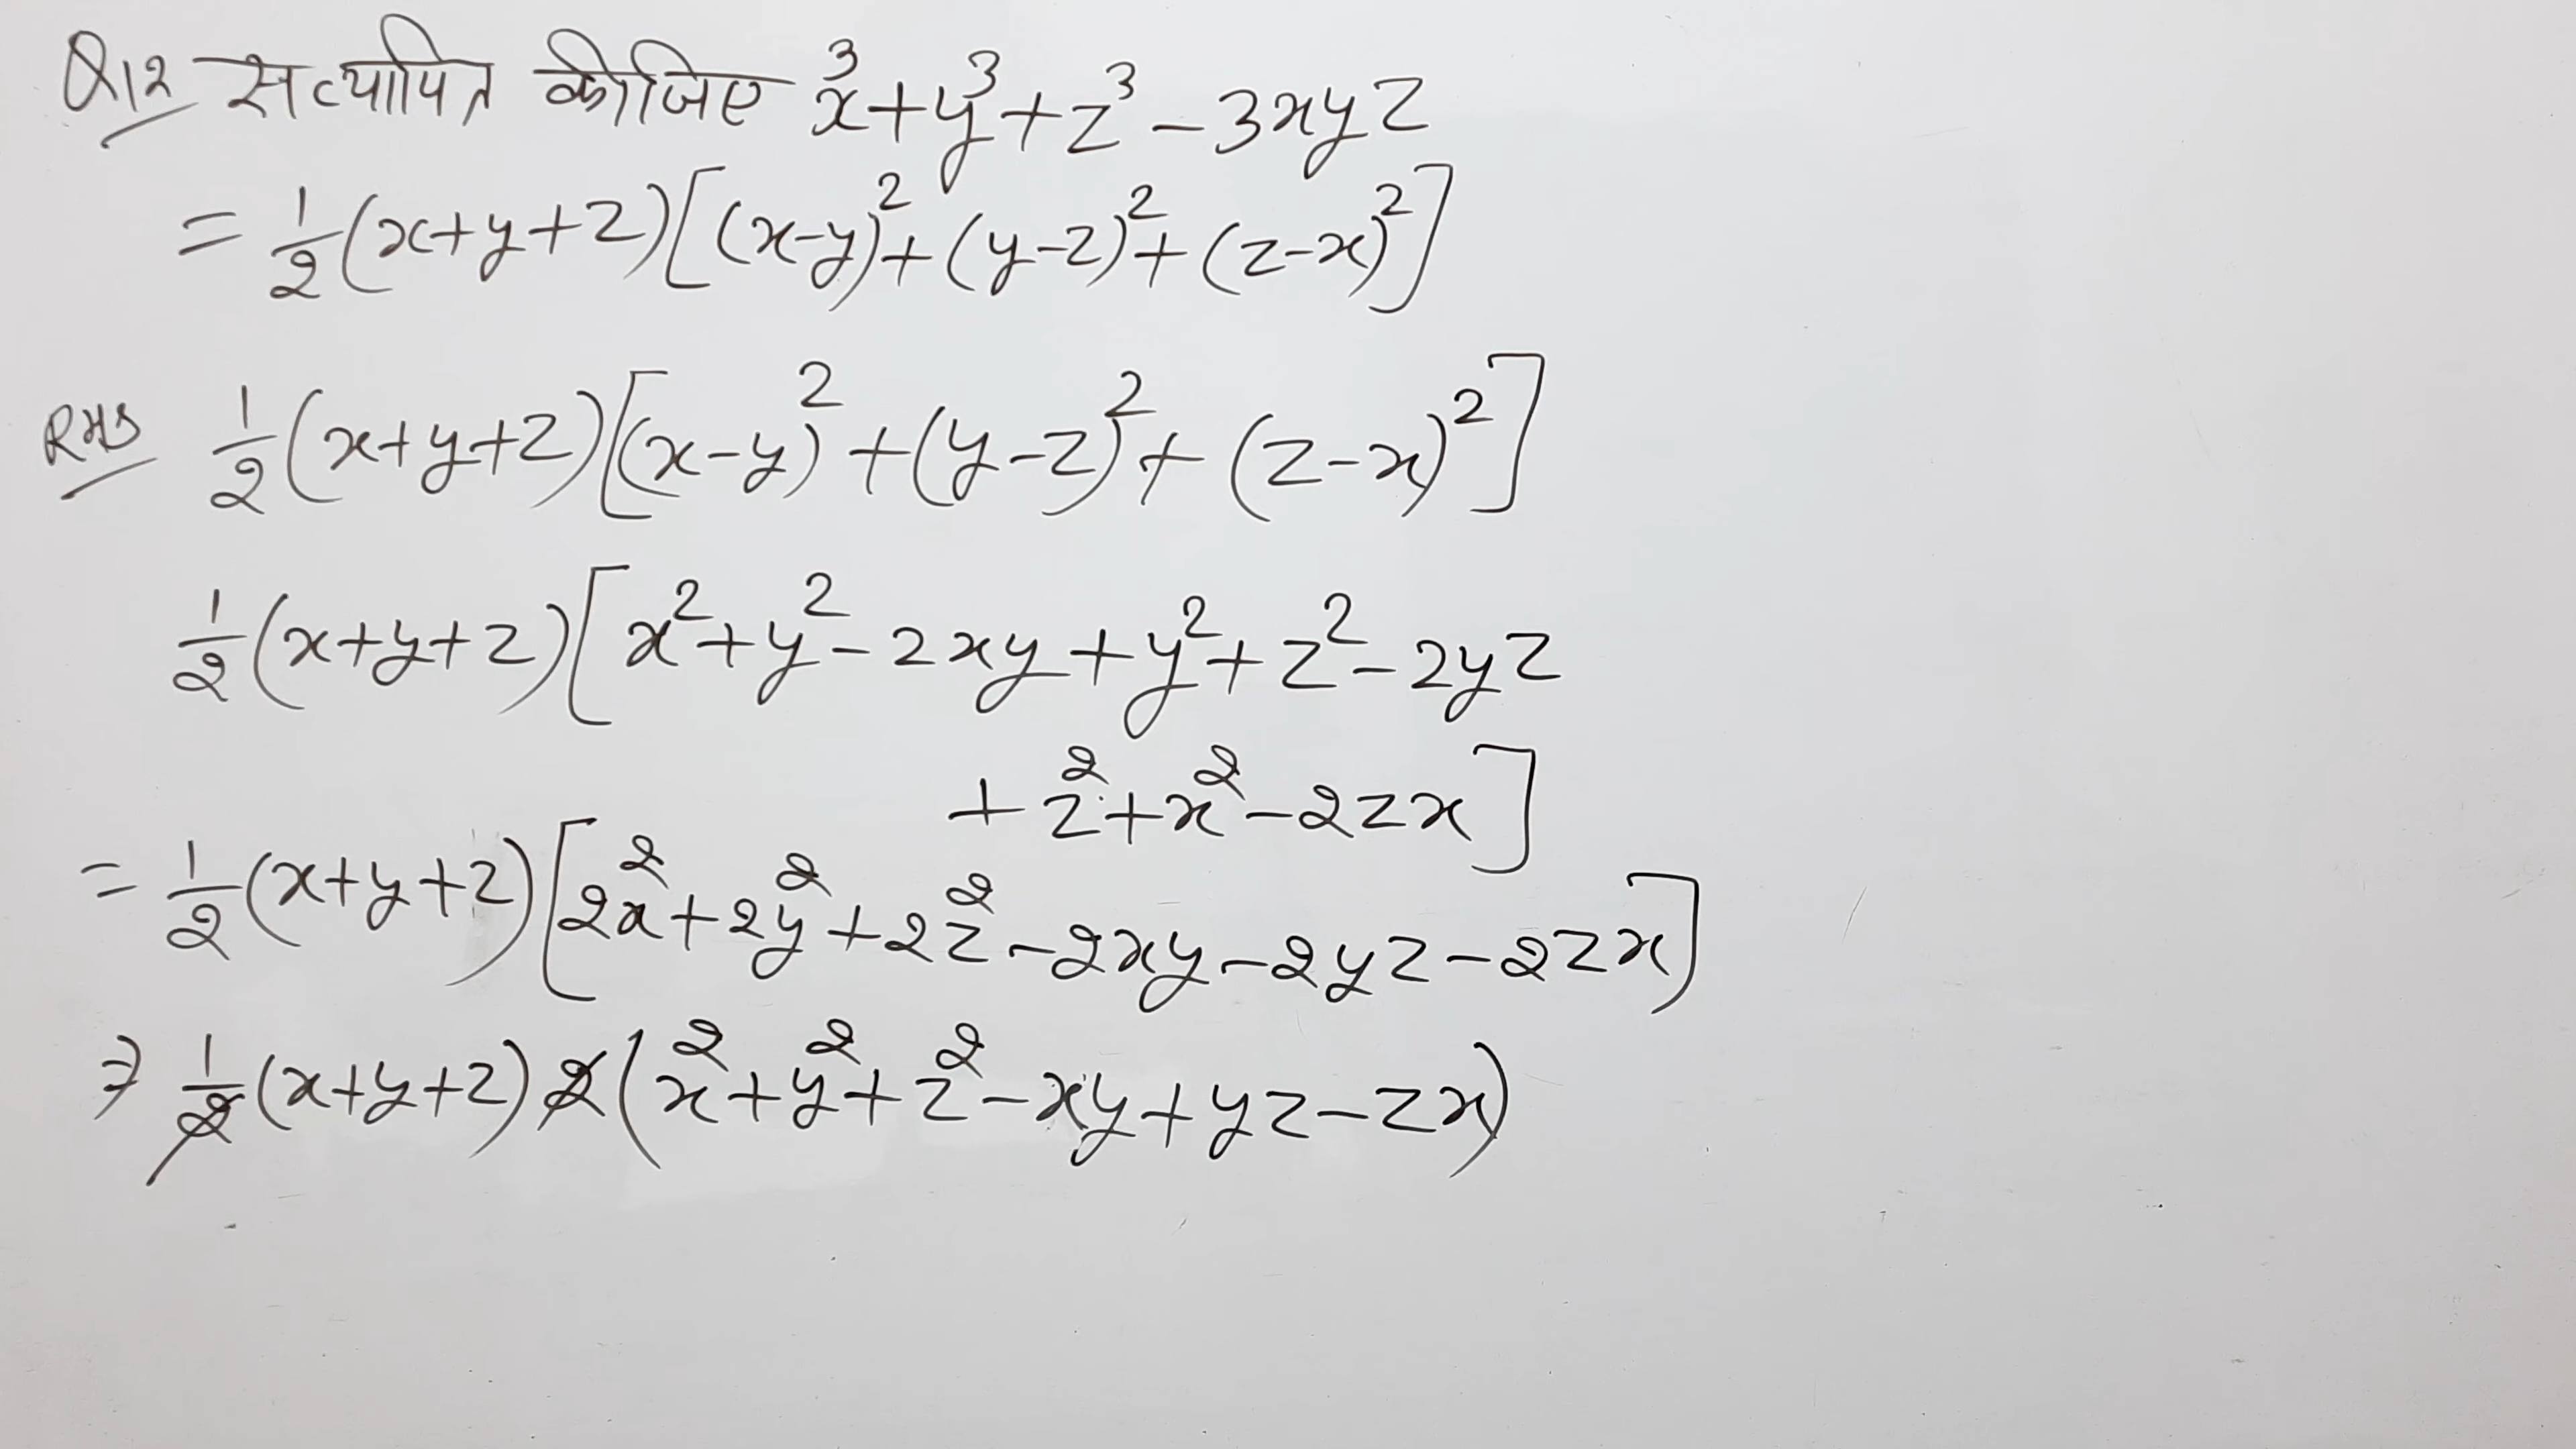 Q12 सत्यापित कीजिए x³+y³+z³-3xyz
= 1/2(x+y+z)[(x-y)²+(y-z)²+(z-x)²]
RHS 1/2(x+y+z)[(x-y)²+(y-z)²+(z-x)²]
1/2(x+y+z)[x²+y²-2xy+y²+z²-2yz
+z²+x²-2zx]
= 1/2(x+y+z)[2x²+2y²+2z²-2xy-2yz-2zx]
⇒ 1/2(x+y+z)2(x²+y²+z²-xy+yz-zx)